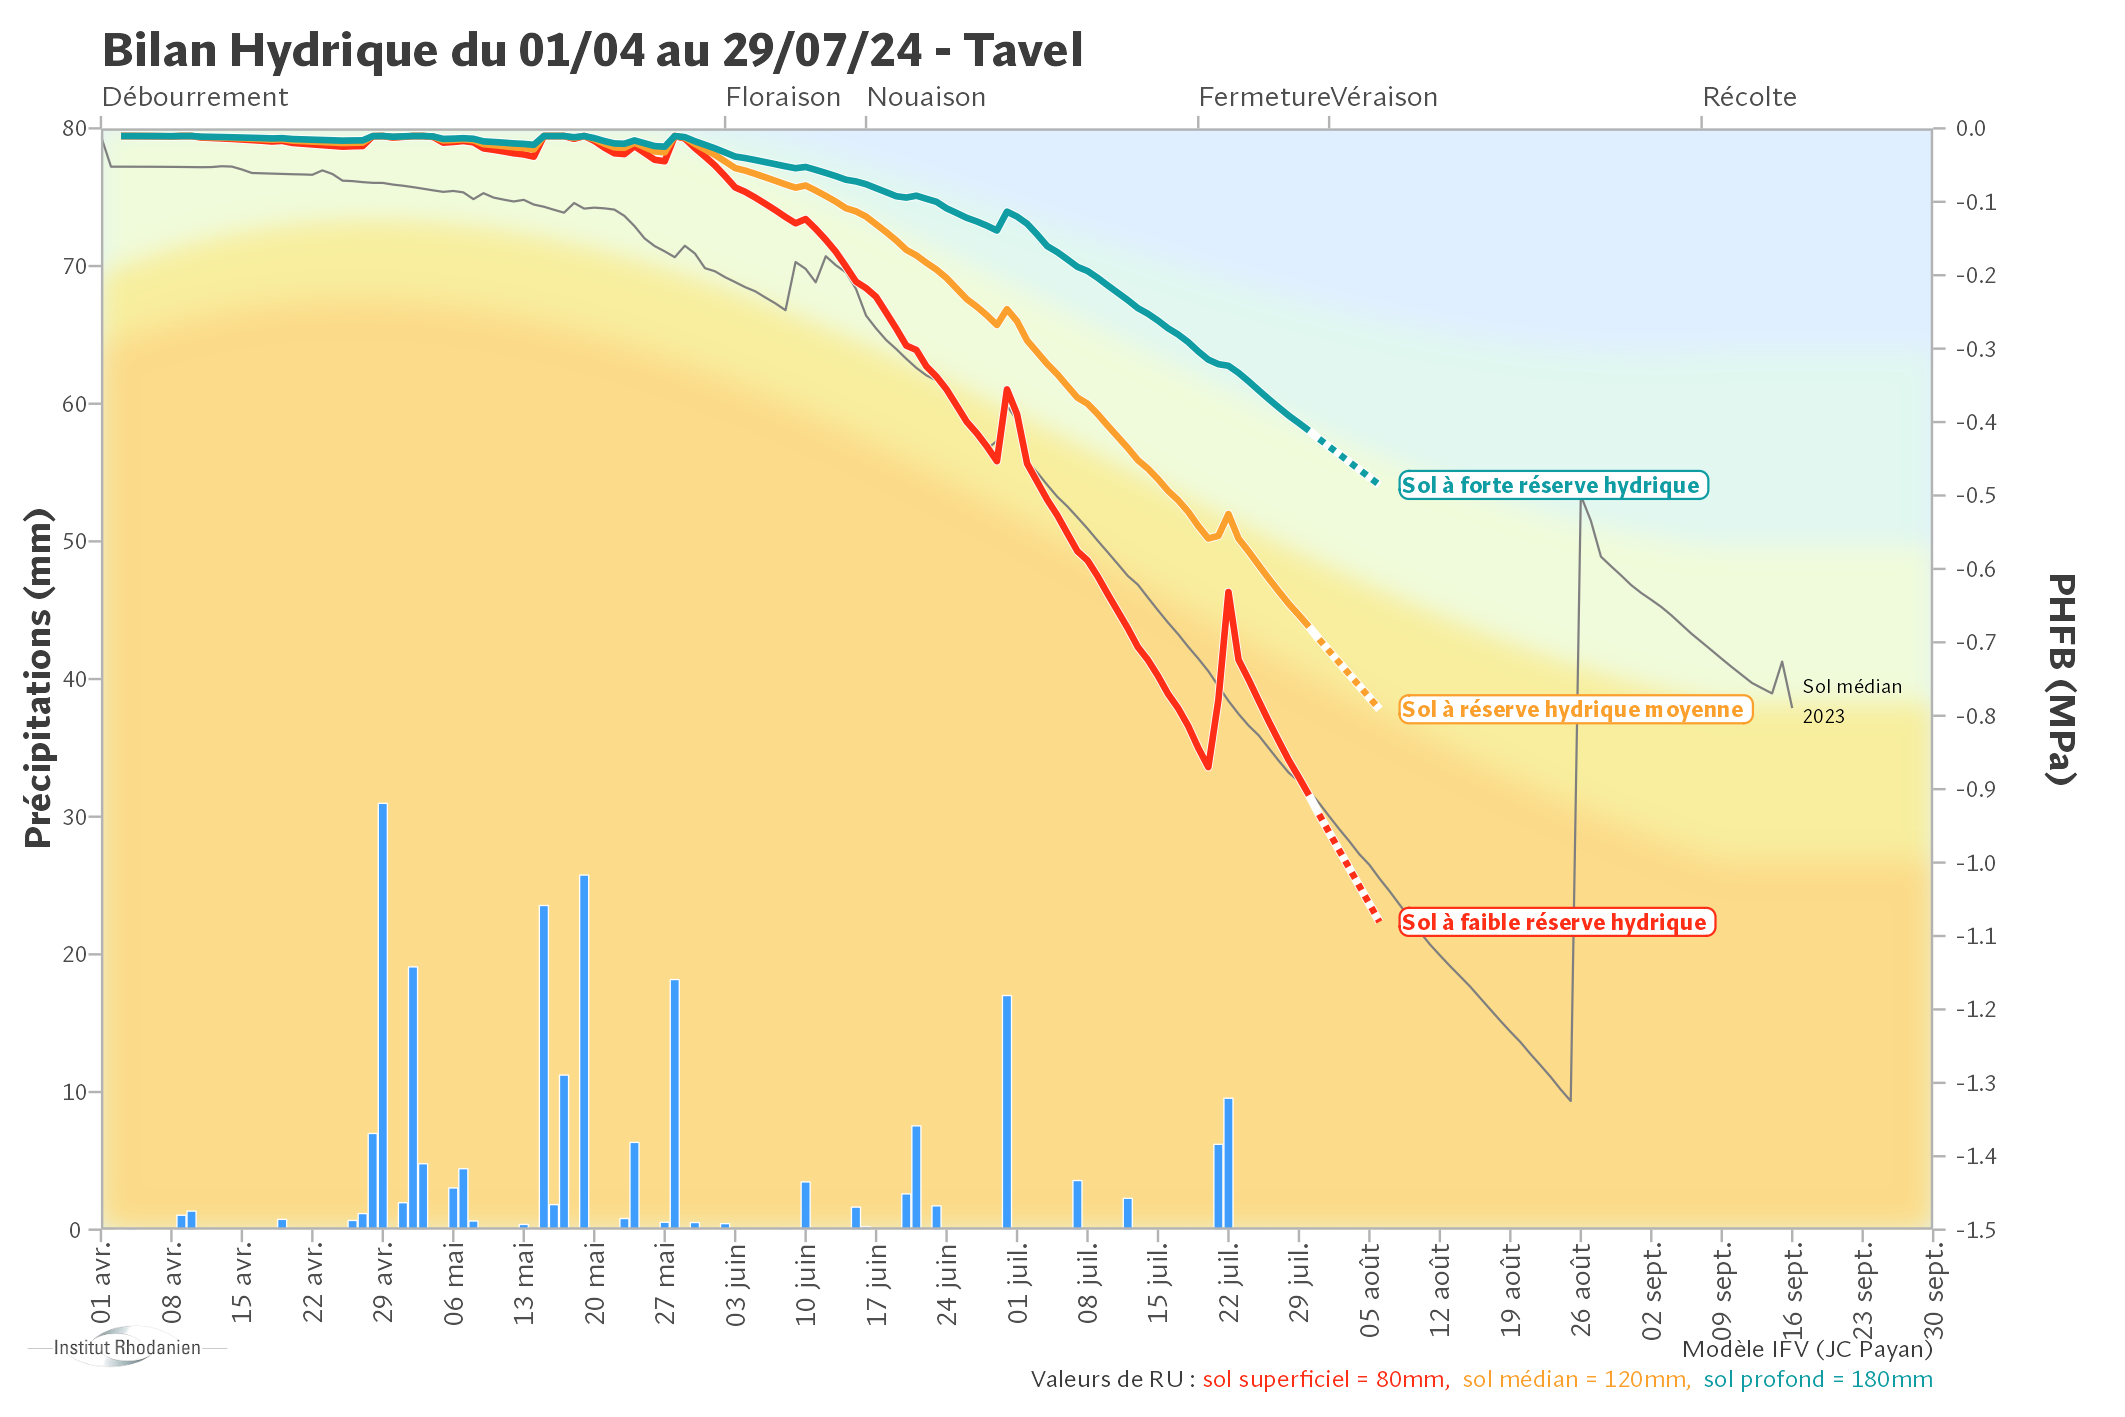 Bilan Hydrique du 01/04 au 29/07/24 - Tavel
Débourrement
Floraison
Nouaison
Fermeture
Véraison
Récolte
Précipitations (mm)
80
70
60
50
40
30
20
10
0
0.0
-0.1
-0.2
-0.3
-0.4
-0.5
-0.6
-0.7
-0.8
-0.9
-1.0
-1.1
-1.2
-1.3
-1.4
-1.5
PHFB (MPa)
Sol à forte réserve hydrique
Sol à réserve hydrique moyenne
Sol médian
2023
Sol à faible réserve hydrique
01 avr.
08 avr.
15 avr.
22 avr.
29 avr.
06 mai
13 mai
20 mai
27 mai
03 juin
10 juin
17 juin
24 juin
01 juil.
08 juil.
15 juil.
22 juil.
29 juil.
05 août
12 août
19 août
26 août
02 sept.
09 sept.
16 sept.
23 sept.
30 sept.
Institut Rhodanien
Modèle IFV (JC Payan)
Valeurs de RU : sol superficiel = 80mm, sol médian = 120mm, sol profond = 180mm